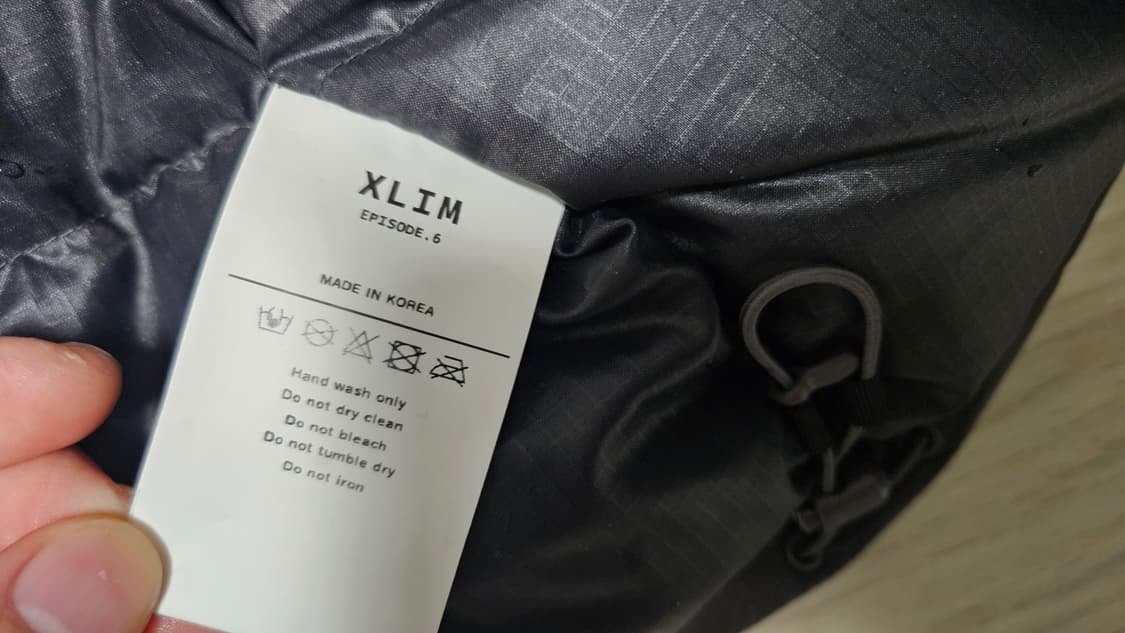 XLIM
EPISODE.6
MADE IN KOREA
Hand wash only
Do not dry clean
Do not bleach
Do not tumble dry
Do not iron